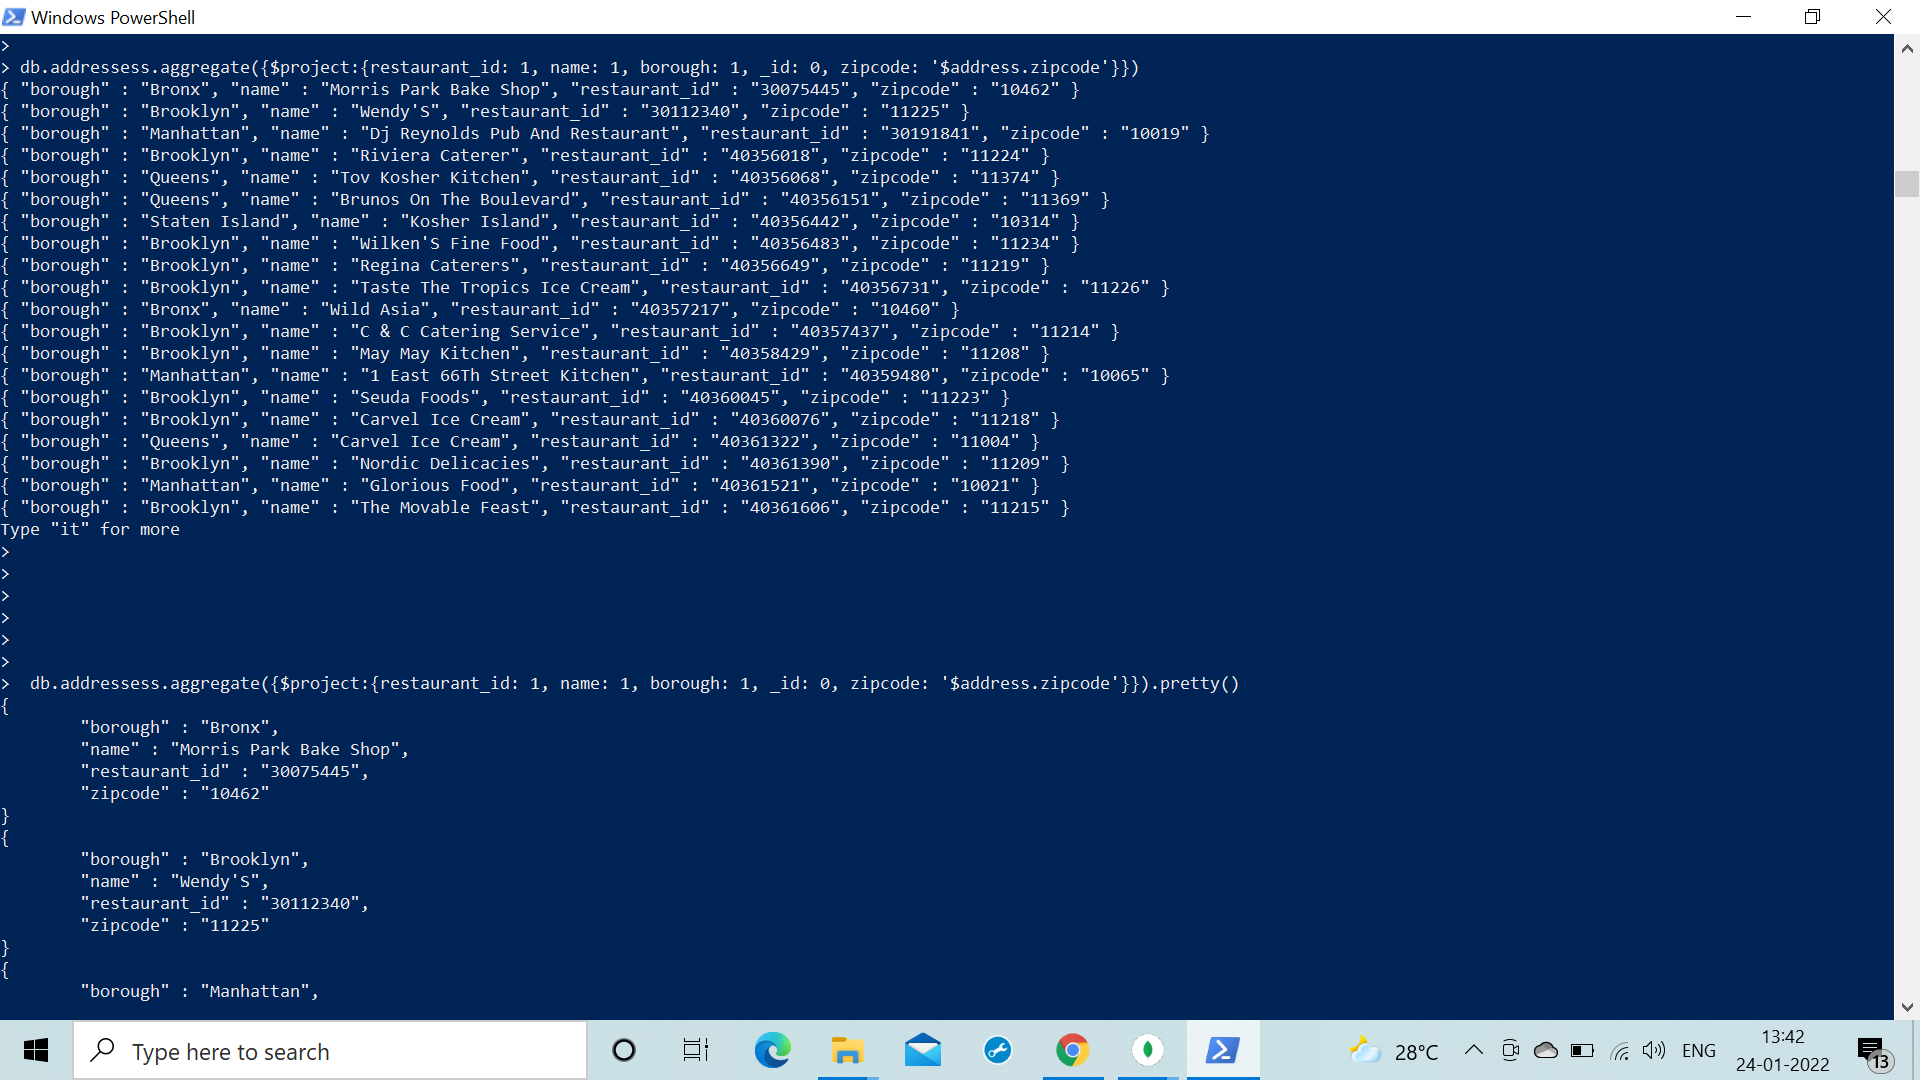 Windows PowerShell
>
> db.addressess.aggregate({$project:{restaurant_id: 1, name: 1, borough: 1, _id: 0, zipcode: '$address.zipcode'}})
{ "borough" : "Bronx", "name" : "Morris Park Bake Shop", "restaurant_id" : "30075445", "zipcode" : "10462" }
{ "borough" : "Brooklyn", "name" : "Wendy'S", "restaurant_id" : "30112340", "zipcode" : "11225" }
{ "borough" : "Manhattan", "name" : "Dj Reynolds Pub And Restaurant", "restaurant_id" : "30191841", "zipcode" : "10019" }
{ "borough" : "Brooklyn", "name" : "Riviera Caterer", "restaurant_id" : "40356018", "zipcode" : "11224" }
{ "borough" : "Queens", "name" : "Tov Kosher Kitchen", "restaurant_id" : "40356068", "zipcode" : "11374" }
{ "borough" : "Queens", "name" : "Brunos On The Boulevard", "restaurant_id" : "40356151", "zipcode" : "11369" }
{ "borough" : "Staten Island", "name" : "Kosher Island", "restaurant_id" : "40356442", "zipcode" : "10314" }
{ "borough" : "Brooklyn", "name" : "Wilken'S Fine Food", "restaurant_id" : "40356483", "zipcode" : "11234" }
{ "borough" : "Brooklyn", "name" : "Regina Caterers", "restaurant_id" : "40356649", "zipcode" : "11219" }
{ "borough" : "Brooklyn", "name" : "Taste The Tropics Ice Cream", "restaurant_id" : "40356731", "zipcode" : "11226" }
{ "borough" : "Bronx", "name" : "Wild Asia", "restaurant_id" : "40357217", "zipcode" : "10460" }
{ "borough" : "Brooklyn", "name" : "C & C Catering Service", "restaurant_id" : "40357437", "zipcode" : "11214" }
{ "borough" : "Brooklyn", "name" : "May May Kitchen", "restaurant_id" : "40358429", "zipcode" : "11208" }
{ "borough" : "Manhattan", "name" : "1 East 66Th Street Kitchen", "restaurant_id" : "40359480", "zipcode" : "10065" }
{ "borough" : "Brooklyn", "name" : "Seuda Foods", "restaurant_id" : "40360045", "zipcode" : "11223" }
{ "borough" : "Brooklyn", "name" : "Carvel Ice Cream", "restaurant_id" : "40360076", "zipcode" : "11218" }
{ "borough" : "Queens", "name" : "Carvel Ice Cream", "restaurant_id" : "40361322", "zipcode" : "11004" }
{ "borough" : "Brooklyn", "name" : "Nordic Delicacies", "restaurant_id" : "40361390", "zipcode" : "11209" }
{ "borough" : "Manhattan", "name" : "Glorious Food", "restaurant_id" : "40361521", "zipcode" : "10021" }
{ "borough" : "Brooklyn", "name" : "The Movable Feast", "restaurant_id" : "40361606", "zipcode" : "11215" }
Type "it" for more
>
>
>
>
>
>
>  db.addressess.aggregate({$project:{restaurant_id: 1, name: 1, borough: 1, _id: 0, zipcode: '$address.zipcode'}}).pretty()
{
        "borough" : "Bronx",
        "name" : "Morris Park Bake Shop",
        "restaurant_id" : "30075445",
        "zipcode" : "10462"
}
{
        "borough" : "Brooklyn",
        "name" : "Wendy'S",
        "restaurant_id" : "30112340",
        "zipcode" : "11225"
}
{
        "borough" : "Manhattan",
Type here to search
28°C
ENG
13:42
24-01-2022
13